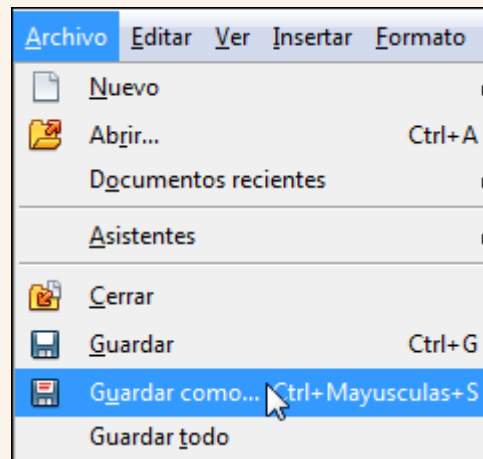 Archivo Editar Ver Insertar Formato
Nuevo
Abrir... Ctrl+A
Documentos recientes
Asistentes
Cerrar
Guardar Ctrl+G
Guardar como... Ctrl+Mayusculas+S
Guardar todo